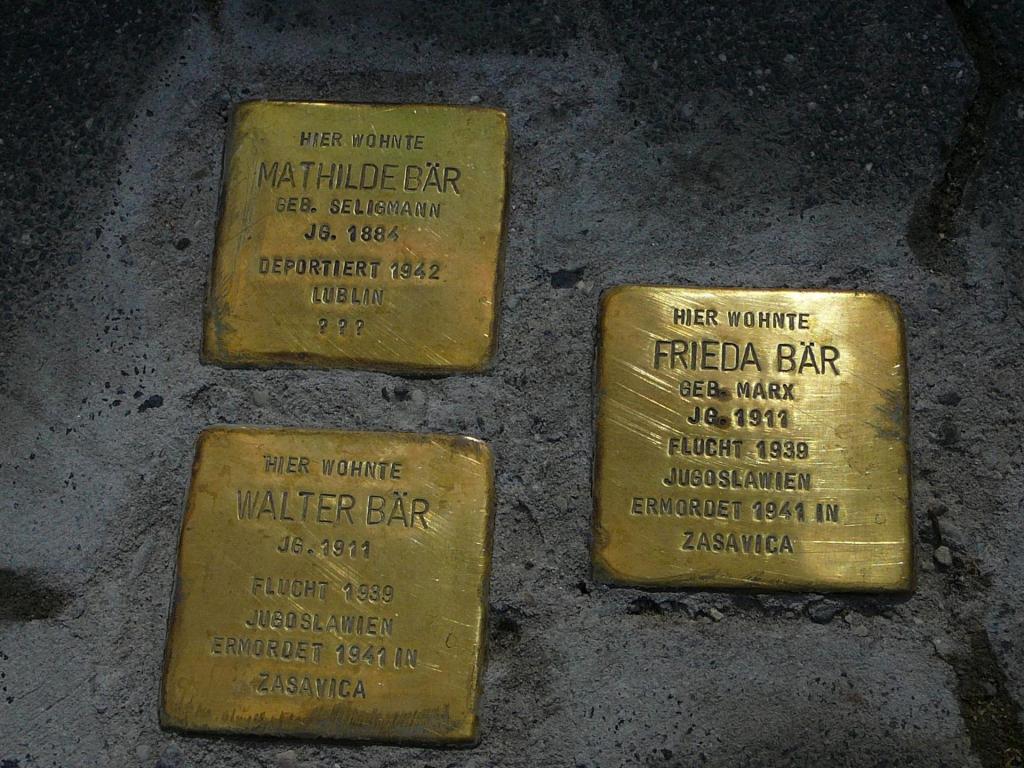 HIER WOHNTE
MATHILDE BÄR
GEB. SELIGMANN
JG. 1884
DEPORTIERT 1942
LUBLIN
???
HIER WOHNTE
WALTER BÄR
JG. 1911
FLUCHT 1939
JUGOSLAWIEN
ERMORDET 1941 IN
ZASAVICA
HIER WOHNTE
FRIEDA BÄR
GEB. MARX
JG. 1911
FLUCHT 1939
JUGOSLAWIEN
ERMORDET 1941 IN
ZASAVICA